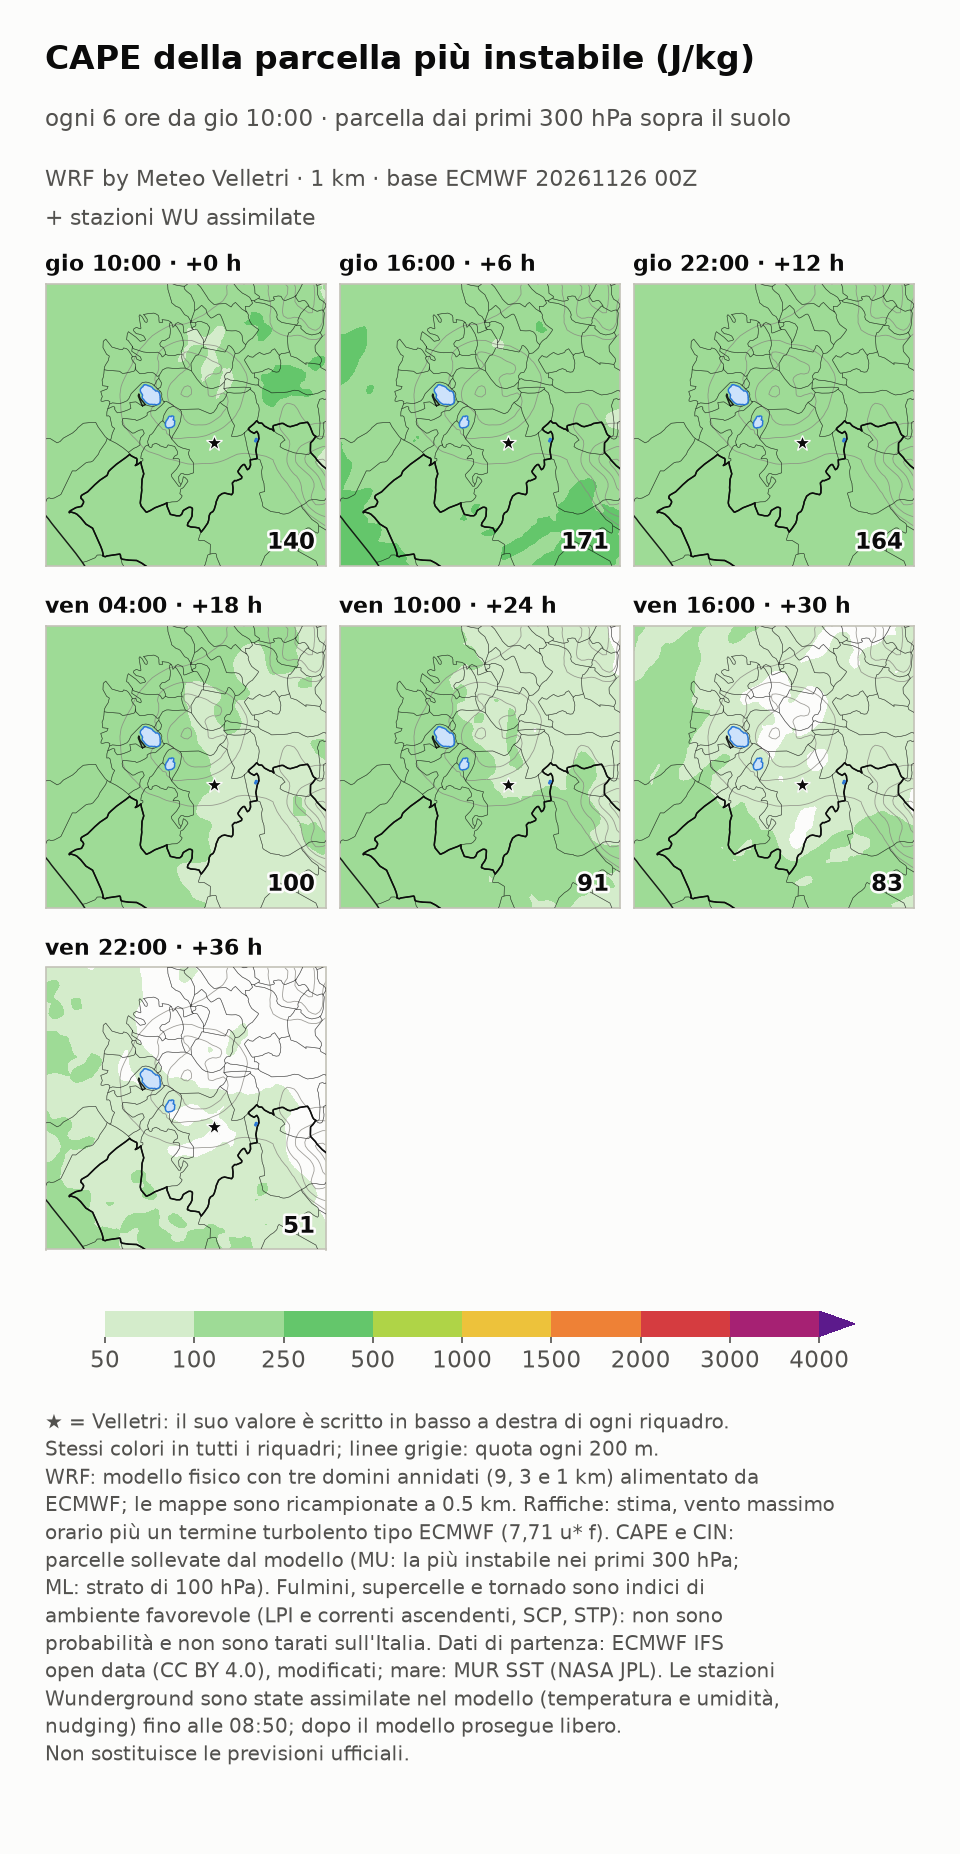 CAPE della parcella più instabile (J/kg)
ogni 6 ore da gio 10:00 · parcella dai primi 300 hPa sopra il suolo
WRF by Meteo Velletri · 1 km · base ECMWF 20261126 00Z
+ stazioni WU assimilate
gio 10:00 · +0 h
gio 16:00 · +6 h
gio 22:00 · +12 h
140
171
164
ven 04:00 · +18 h
ven 10:00 · +24 h
ven 16:00 · +30 h
100
91
83
ven 22:00 · +36 h
51
50 100 250 500 1000 1500 2000 3000 4000
★ = Velletri: il suo valore è scritto in basso a destra di ogni riquadro.
Stessi colori in tutti i riquadri; linee grigie: quota ogni 200 m.
WRF: modello fisico con tre domini annidati (9, 3 e 1 km) alimentato da
ECMWF; le mappe sono ricampionate a 0.5 km. Raffiche: stima, vento massimo
orario più un termine turbolento tipo ECMWF (7,71 u* f). CAPE e CIN:
parcelle sollevate dal modello (MU: la più instabile nei primi 300 hPa;
ML: strato di 100 hPa). Fulmini, supercelle e tornado sono indici di
ambiente favorevole (LPI e correnti ascendenti, SCP, STP): non sono
probabilità e non sono tarati sull'Italia. Dati di partenza: ECMWF IFS
open data (CC BY 4.0), modificati; mare: MUR SST (NASA JPL). Le stazioni
Wunderground sono state assimilate nel modello (temperatura e umidità,
nudging) fino alle 08:50; dopo il modello prosegue libero.
Non sostituisce le previsioni ufficiali.